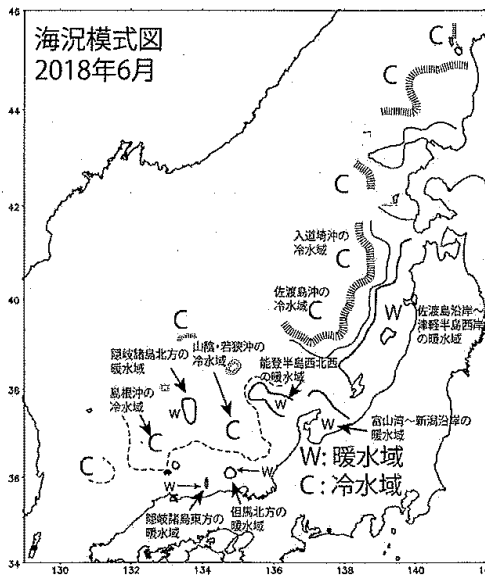 46
海況模式図
2018年6月
C
44
C
C
42
入道埼沖の
冷水域
C
佐渡島沖の
冷水域
C
40
W
佐渡島沿岸～
津軽半島西岸
の暖水域
C
山陰・若狭沖の
冷水域
隠岐諸島北方の
暖水域
能登半島西北西
の暖水域
38
島根沖の
冷水域
W
W
C
C
W
富山湾～新潟沿岸の
暖水域
C
W
W
W: 暖水域
C: 冷水域
36
隠岐諸島東方の
暖水域
但馬北方の
暖水域
34
130
132
134
136
138
140